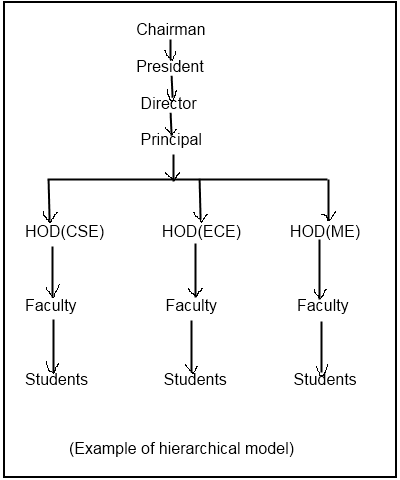 Chairman
President
Director
Principal
HOD(CSE) HOD(ECE) HOD(ME)
Faculty Faculty Faculty
Students Students Students
(Example of hierarchical model)